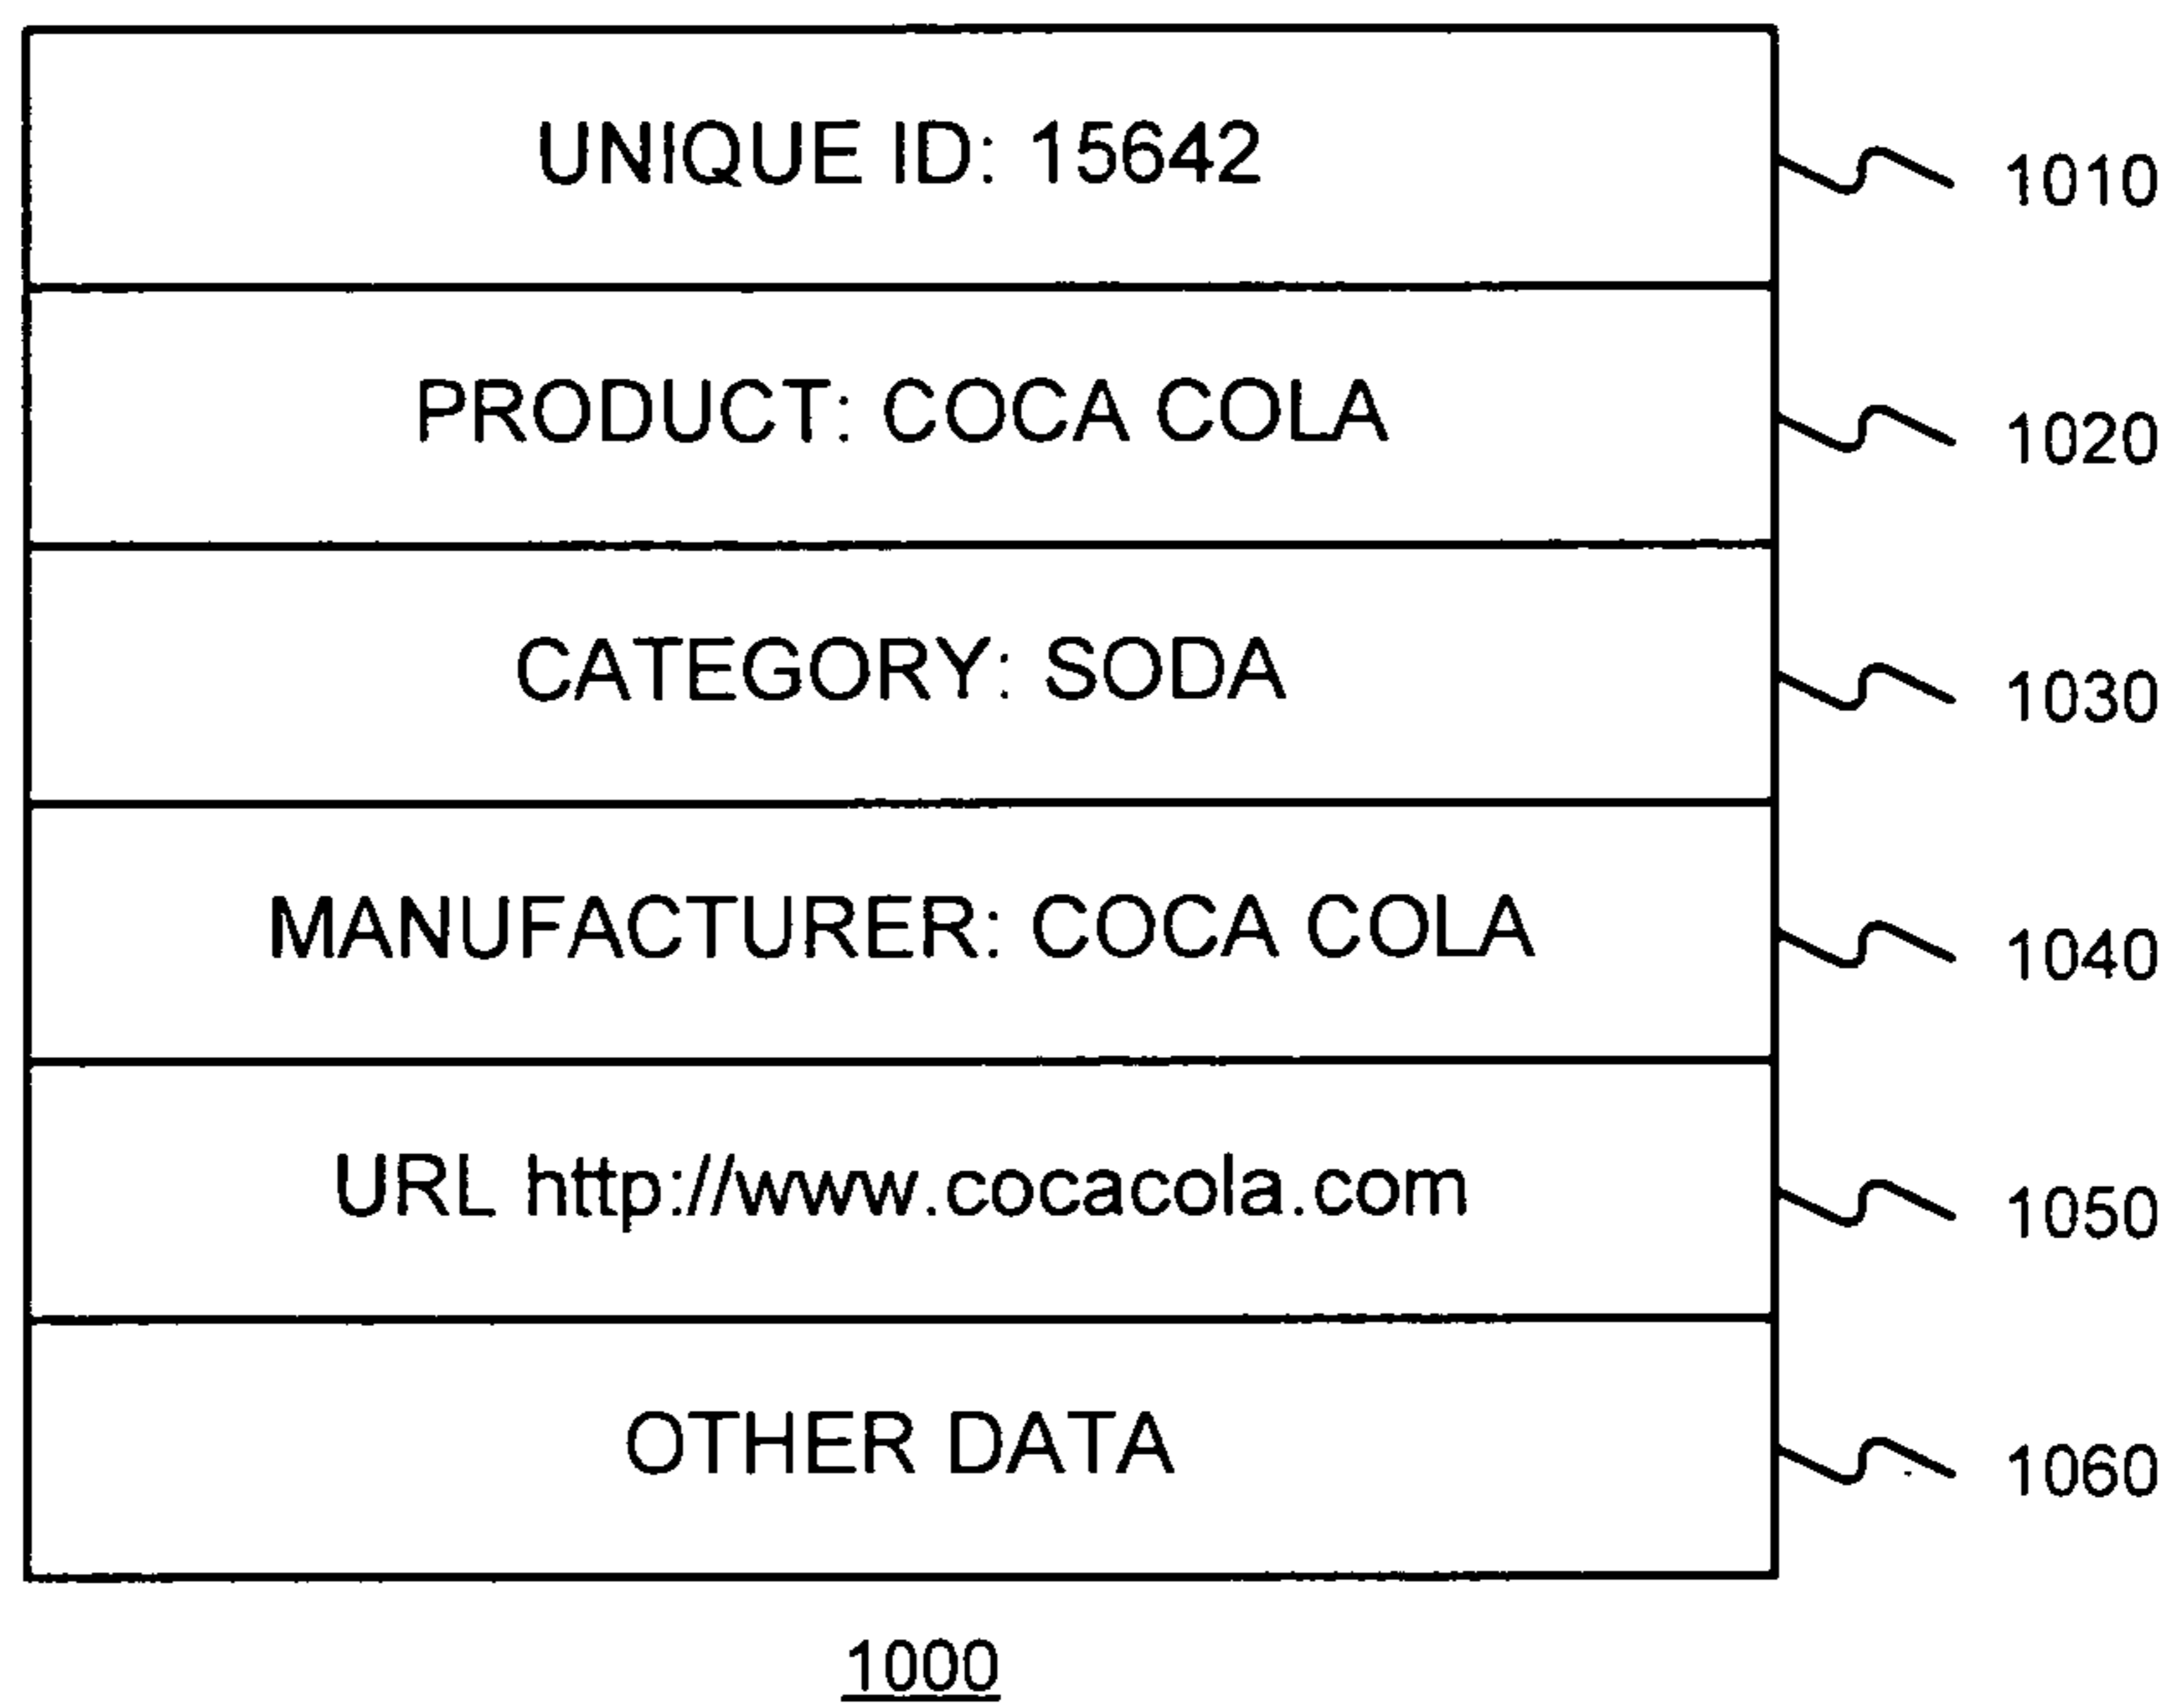 UNIQUE ID: 15642
1010
PRODUCT: COCA COLA
1020
CATEGORY: SODA
1030
MANUFACTURER: COCA COLA
1040
URL http://www.cocacola.com
1050
OTHER DATA
1060
1000